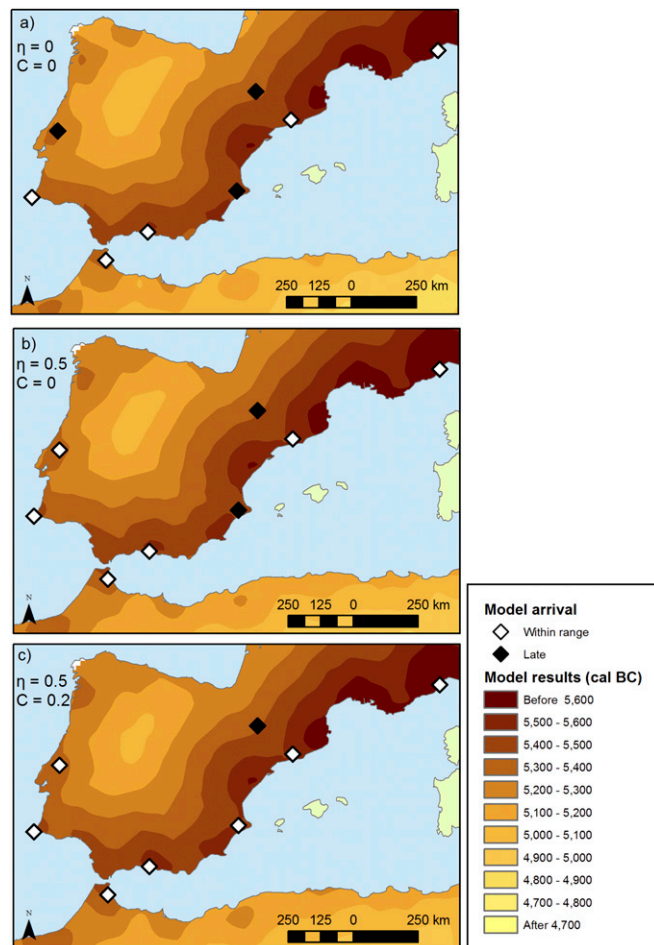 a)
η=0
C = 0
N
250 125 0 250 km
b)
η = 0.5
C = 0
N
250 125 0 250 km
c)
η = 0.5
C = 0.2
N
250 125 0 250 km
Model arrival
Within range
Late
Model results (cal BC)
Before 5,600
5,500 - 5,600
5,400 - 5,500
5,300 - 5,400
5,200 - 5,300
5,100 - 5,200
5,000 - 5,100
4,900 - 5,000
4,800 - 4,900
4,700 - 4,800
After 4,700